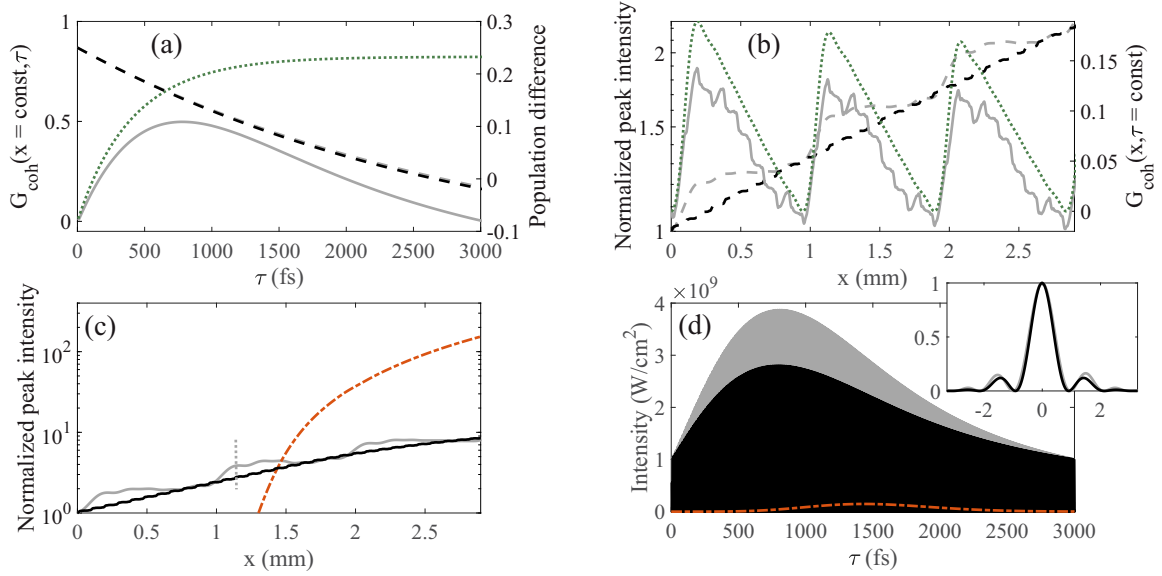 (a)
G_coh(x = const,τ)
1
0.5
0
0.3
0.2
0.1
0
-0.1
Population difference
0 500 1000 1500 2000 2500 3000
τ (fs)
(b)
Normalized peak intensity
2
1.5
1
0.15
0.1
0.05
0
G_coh(x,τ = const)
0 0.5 1 1.5 2 2.5
x (mm)
(c)
Normalized peak intensity
10^2
10^1
10^0
0 0.5 1 1.5 2 2.5
x (mm)
(d)
×10^9
Intensity (W/cm^2)
4
3
2
1
0
0 500 1000 1500 2000 2500 3000
τ (fs)
1
0.5
0
-2 0 2